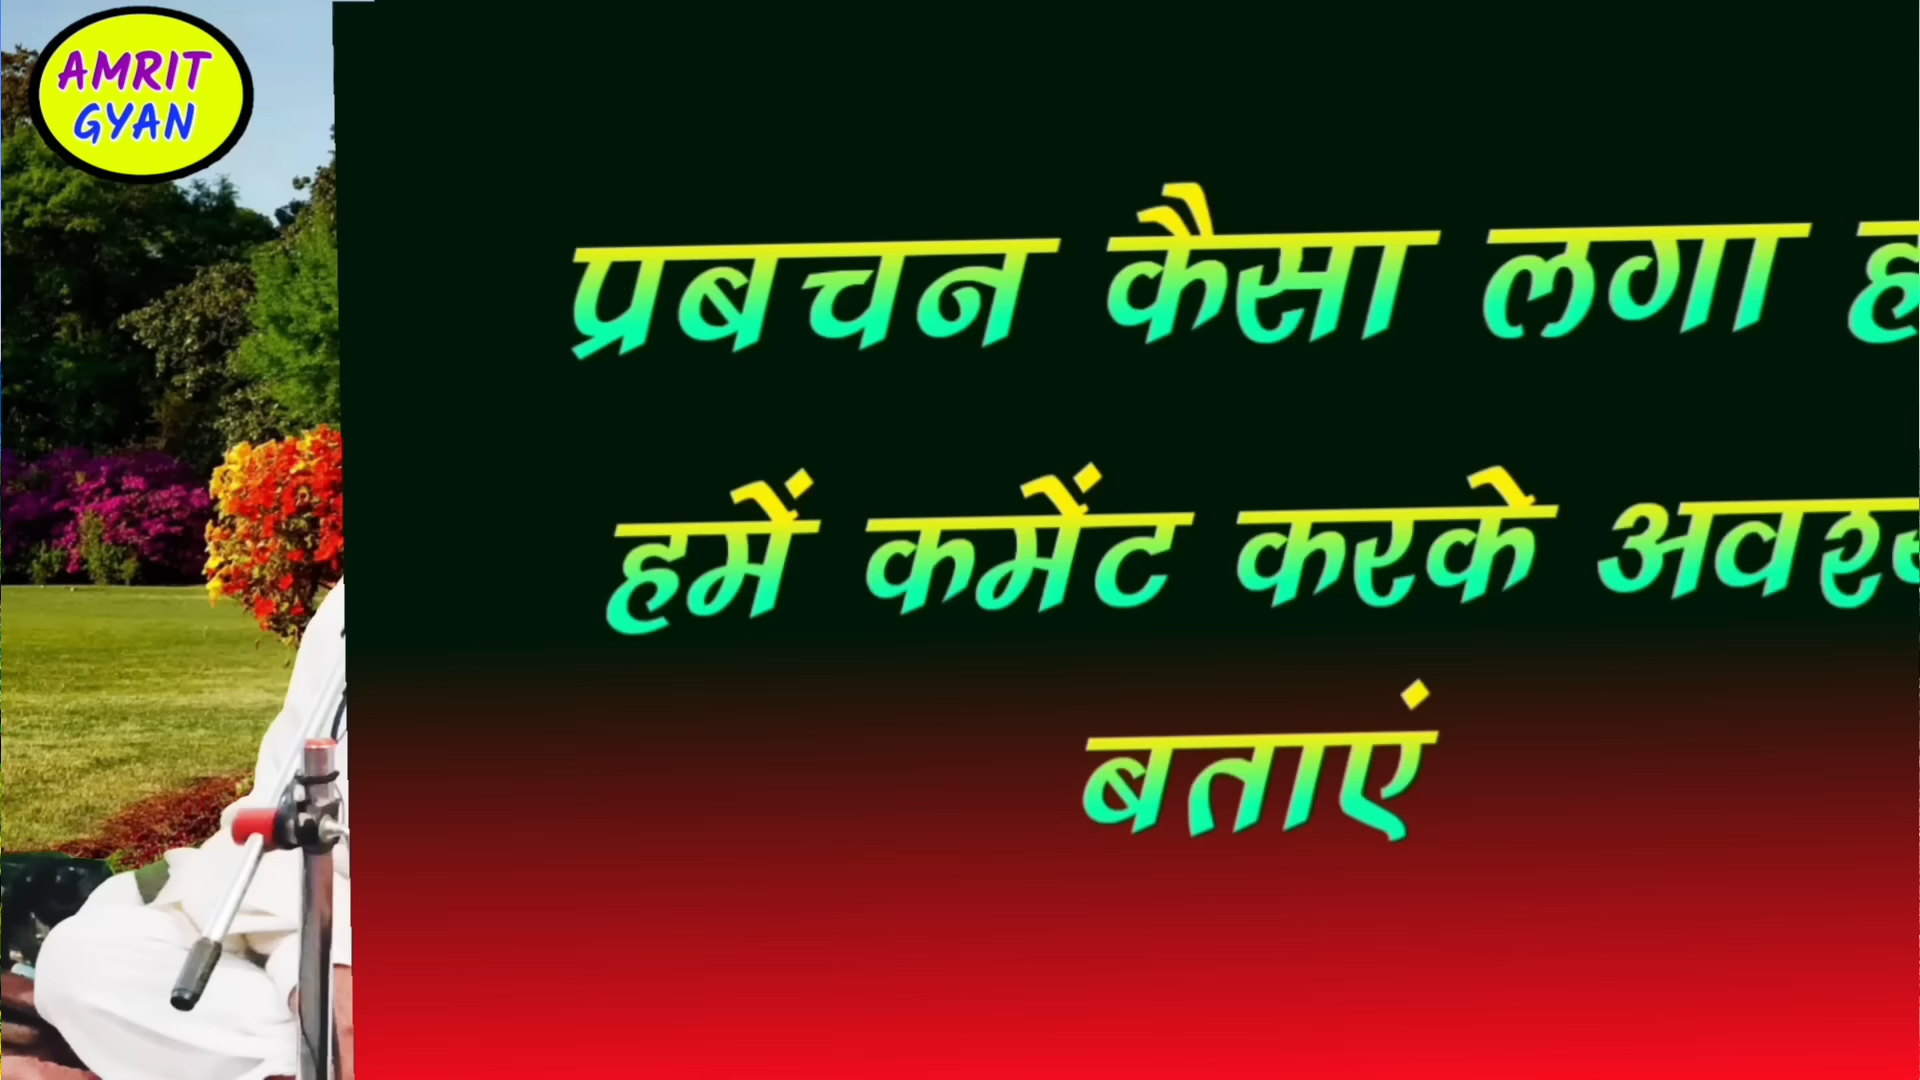 AMRIT
GYAN
प्रबचन कैसा लगा
हमें कमेंट करके
बताएं